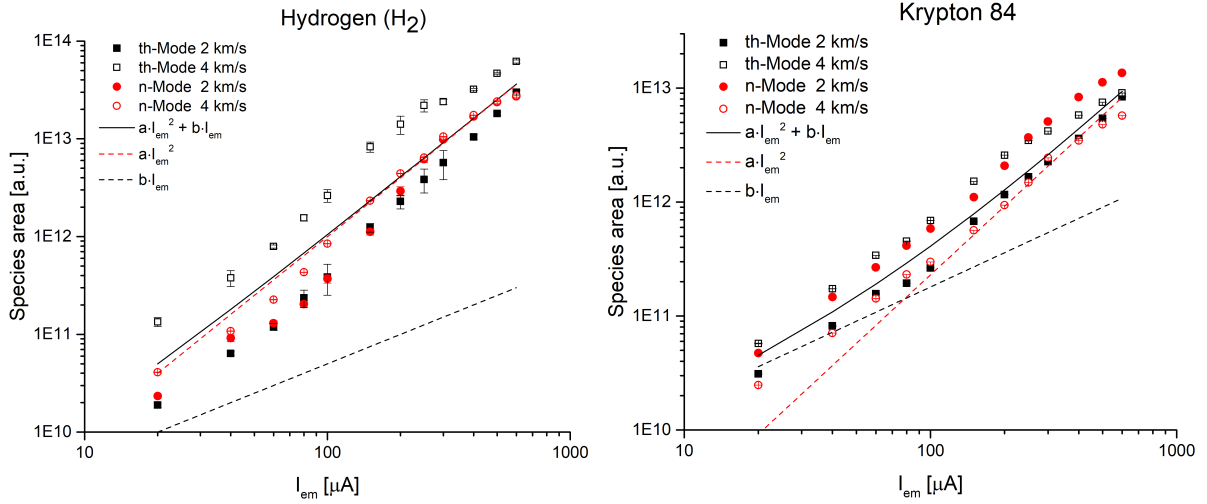 Hydrogen (H2)
1E14
1E13
1E12
1E11
1E10
Species area [a.u.]
th-Mode 2 km/s
th-Mode 4 km/s
n-Mode 2 km/s
n-Mode 4 km/s
a·Iem² + b·Iem
a·Iem²
b·Iem
10
100
1000
Iem [μA]
Krypton 84
1E13
1E12
1E11
1E10
Species area [a.u.]
th-Mode 2 km/s
th-Mode 4 km/s
n-Mode 2 km/s
n-Mode 4 km/s
a·Iem² + b·Iem
a·Iem²
b·Iem
10
100
1000
Iem [μA]